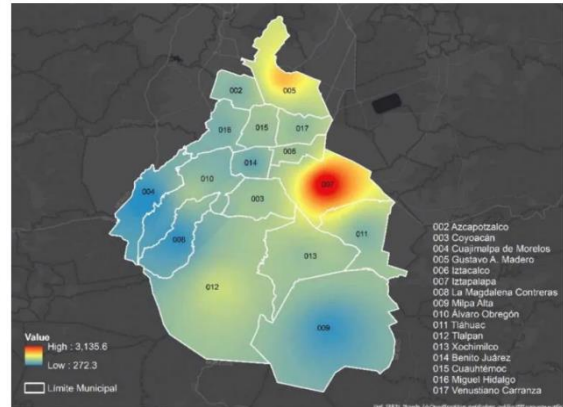 005
002
016
015
017
006
014
007
010
004
003
008
011
013
012
009
002 Azcapotzalco
003 Coyoacán
004 Cuajimalpa de Morelos
005 Gustavo A. Madero
006 Iztacalco
007 Iztapalapa
008 La Magdalena Contreras
009 Milpa Alta
010 Álvaro Obregón
011 Tláhuac
012 Tlalpan
013 Xochimilco
014 Benito Juárez
015 Cuauhtémoc
016 Miguel Hidalgo
017 Venustiano Carranza
Value
High : 3,135.6
Low : 272.3
Límite Municipal